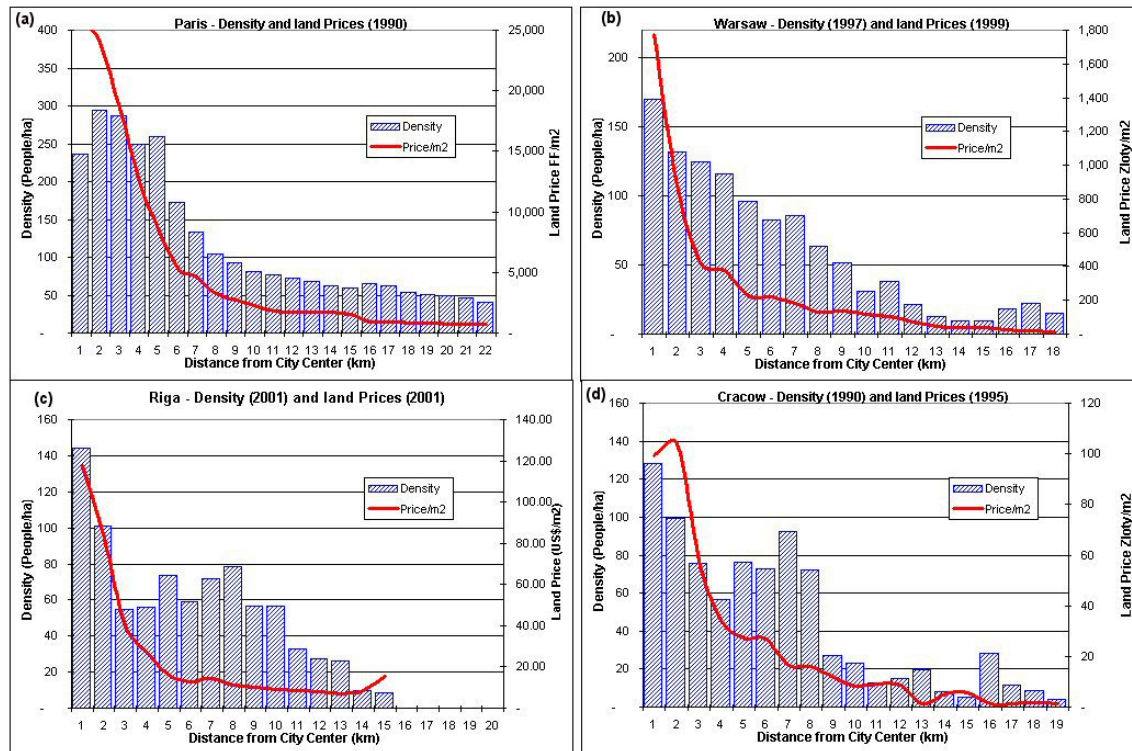 (a)
Paris - Density and land Prices (1990)
400
350
300
250
200
150
100
50
-
Density (People/ha)
25,000
20,000
15,000
10,000
5,000
-
Land Price FF/m2
Density
Price/m2
1 2 3 4 5 6 7 8 9 10 11 12 13 14 15 16 17 18 19 20 21 22
Distance from City Center (km)
(b)
Warsaw - Density (1997) and land Prices (1999)
200
150
100
50
-
Density (People/ha)
1,800
1,600
1,400
1,200
1,000
800
600
400
200
-
Land Price Zloty/m2
Density
Price/m2
1 2 3 4 5 6 7 8 9 10 11 12 13 14 15 16 17 18
Distance from City Center (km)
(c)
Riga - Density (2001) and land Prices (2001)
160
140
120
100
80
60
40
20
-
Density (People/ha)
140.00
120.00
100.00
80.00
60.00
40.00
20.00
-
Land Price (US$/m2)
Density
Price/m2
1 2 3 4 5 6 7 8 9 10 11 12 13 14 15 16 17 18 19 20
Distance from City Center (km)
(d)
Cracow - Density (1990) and land Prices (1995)
160
140
120
100
80
60
40
20
-
Density (People/ha)
120
100
80
60
40
20
-
Land Price Zloty/m2
Density
Price/m2
1 2 3 4 5 6 7 8 9 10 11 12 13 14 15 16 17 18 19
Distance from City Center (km)